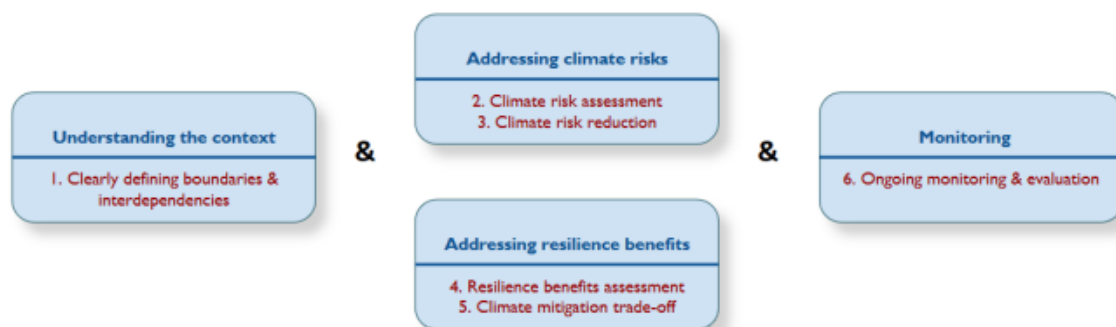 Understanding the context
1. Clearly defining boundaries &
interdependencies
&
Addressing climate risks
2. Climate risk assessment
3. Climate risk reduction
Addressing resilience benefits
4. Resilience benefits assessment
5. Climate mitigation trade-off
&
Monitoring
6. Ongoing monitoring & evaluation